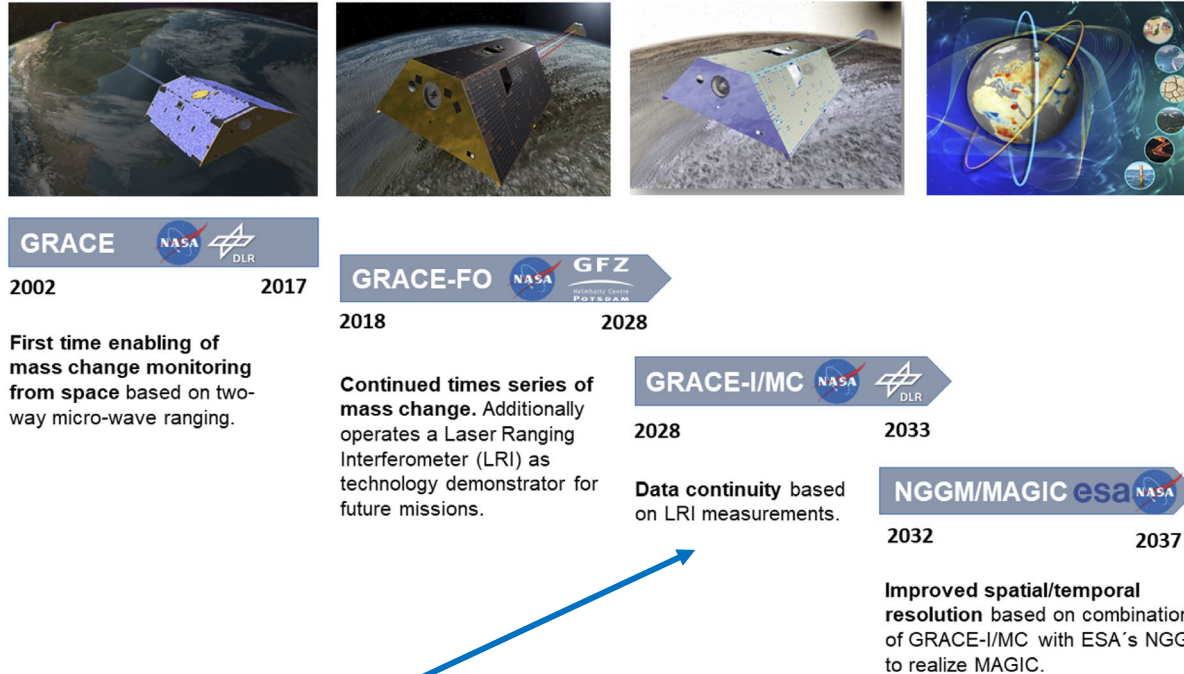 GRACE NASA DLR
2002 2017
First time enabling of
mass change monitoring
from space based on two-
way micro-wave ranging.
GRACE-FO NASA GFZ
Helmholtz Centre
POTSDAM
2018 2028
Continued times series of
mass change. Additionally
operates a Laser Ranging
Interferometer (LRI) as
technology demonstrator for
future missions.
GRACE-I/MC NASA DLR
2028 2033
Data continuity based
on LRI measurements.
NGGM/MAGIC esa NASA
2032 2037
Improved spatial/temporal
resolution based on combination
of GRACE-I/MC with ESA´s NGG
to realize MAGIC.